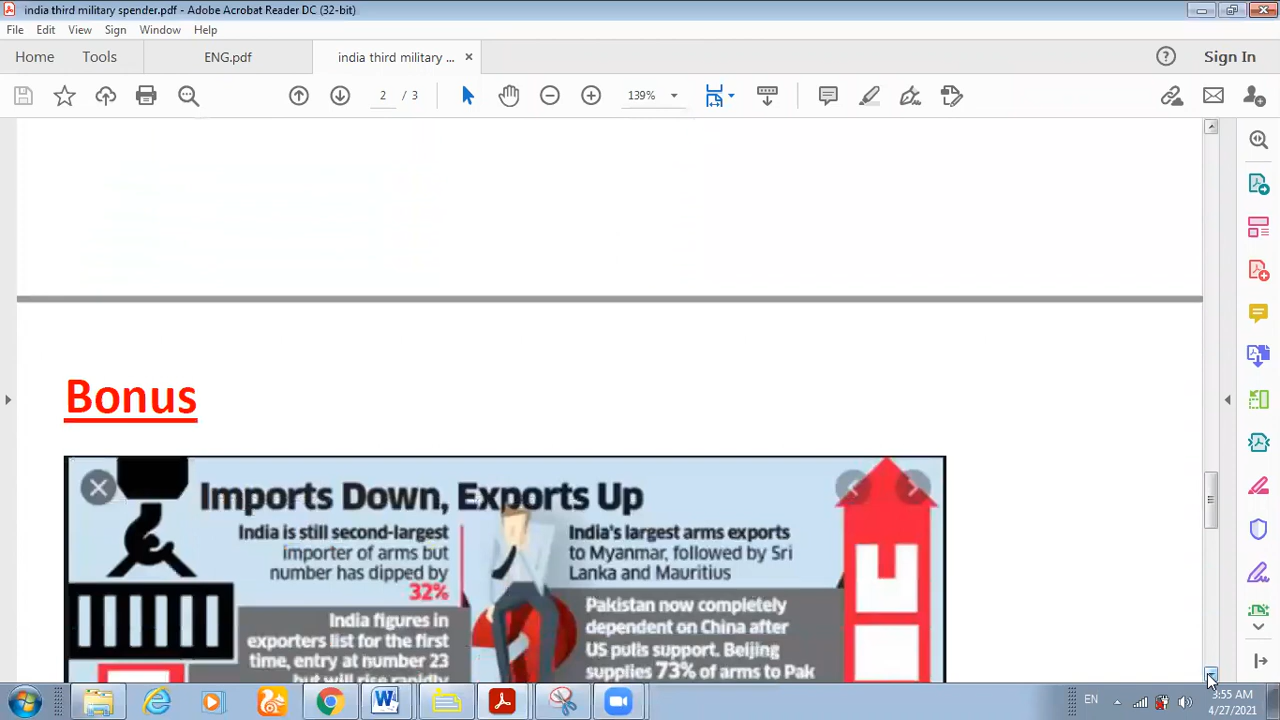 india third military spender.pdf - Adobe Acrobat Reader DC (32-bit)
File Edit View Sign Window Help
Home Tools ENG.pdf india third military ... × Sign In
2 / 3 139%
Bonus
Imports Down, Exports Up
India is still second-largest
importer of arms but
number has dipped by
32%
India figures in
exporters list for the first
time, entry at number 23
but will rise rapidly
India's largest arms exports
to Myanmar, followed by Sri
Lanka and Mauritius
Pakistan now completely
dependent on China after
US pulls support. Beijing
supplies 73% of arms to Pak
EN 3:55 AM
4/27/2021